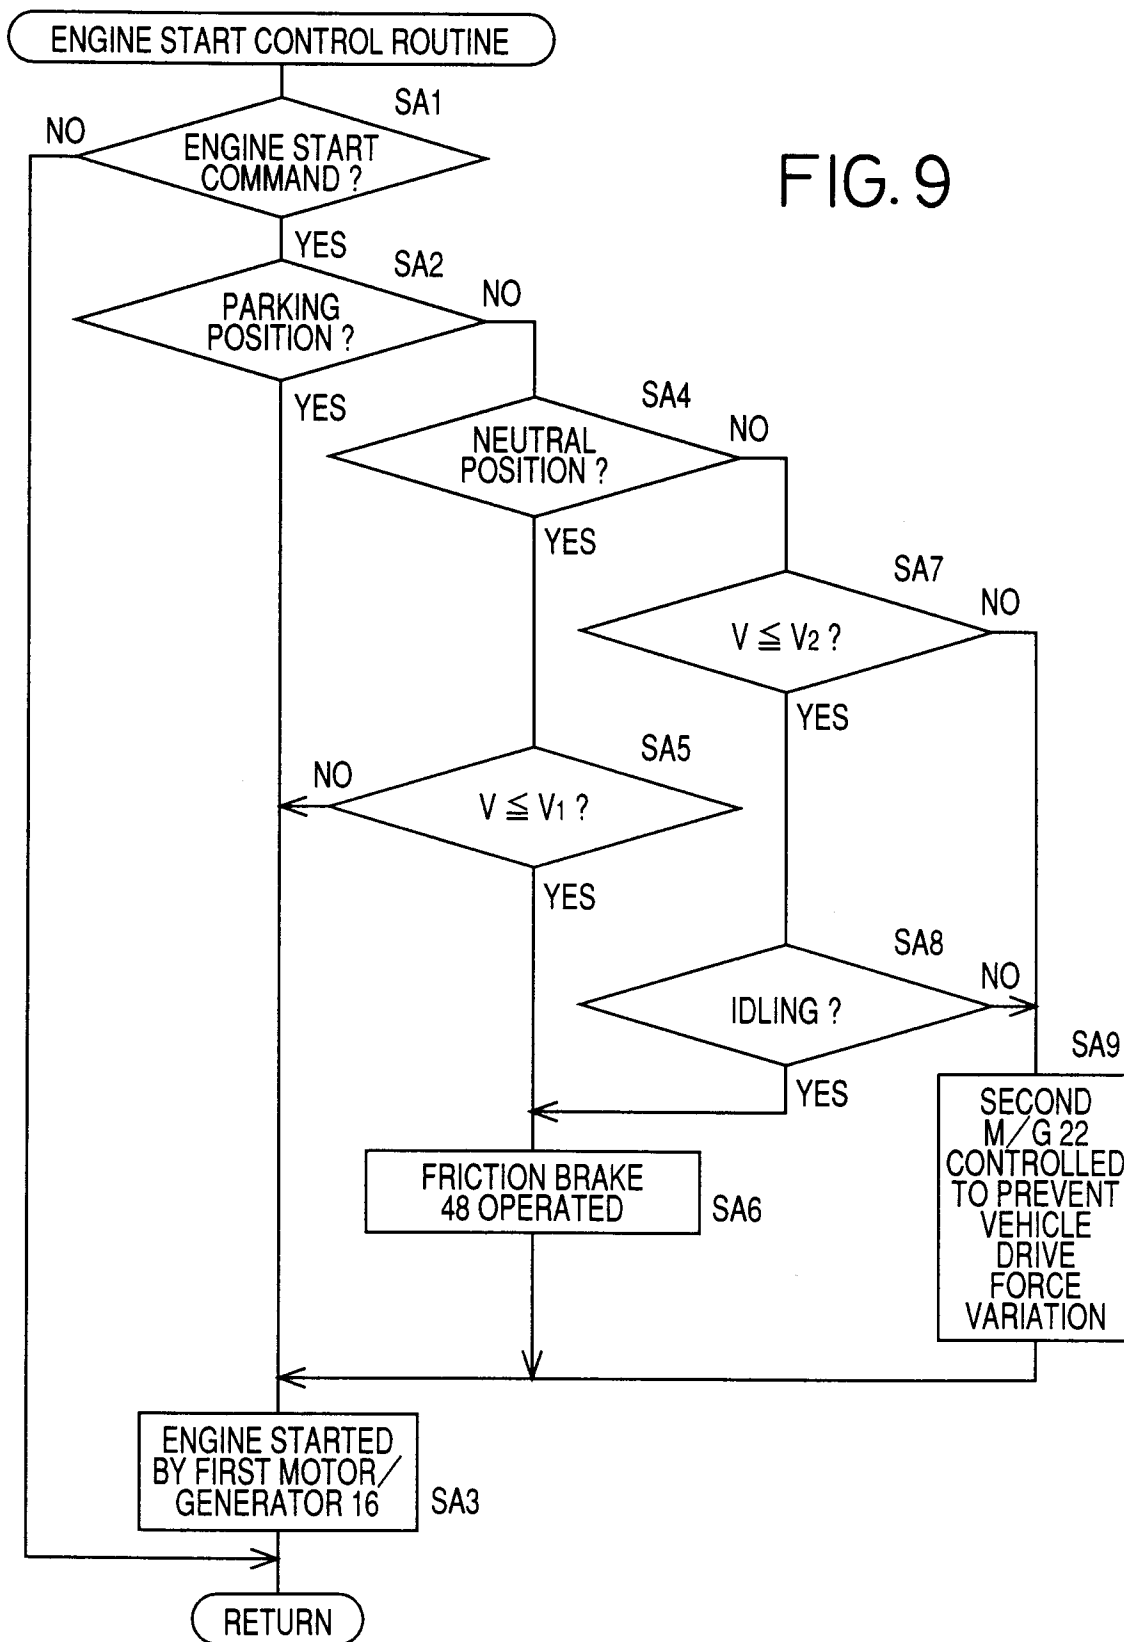 ENGINE START CONTROL ROUTINE
SA1
NO
ENGINE START
COMMAND ?
FIG. 9
YES
SA2
NO
PARKING
POSITION ?
YES
SA4
NO
NEUTRAL
POSITION ?
YES
SA7
NO
V ≦ V2 ?
YES
SA5
NO
V ≦ V1 ?
YES
SA8
NO
IDLING ?
YES
SA9
SECOND
M/G 22
CONTROLLED
TO PREVENT
VEHICLE
DRIVE
FORCE
VARIATION
FRICTION BRAKE
48 OPERATED
SA6
ENGINE STARTED
BY FIRST MOTOR/
GENERATOR 16
SA3
RETURN